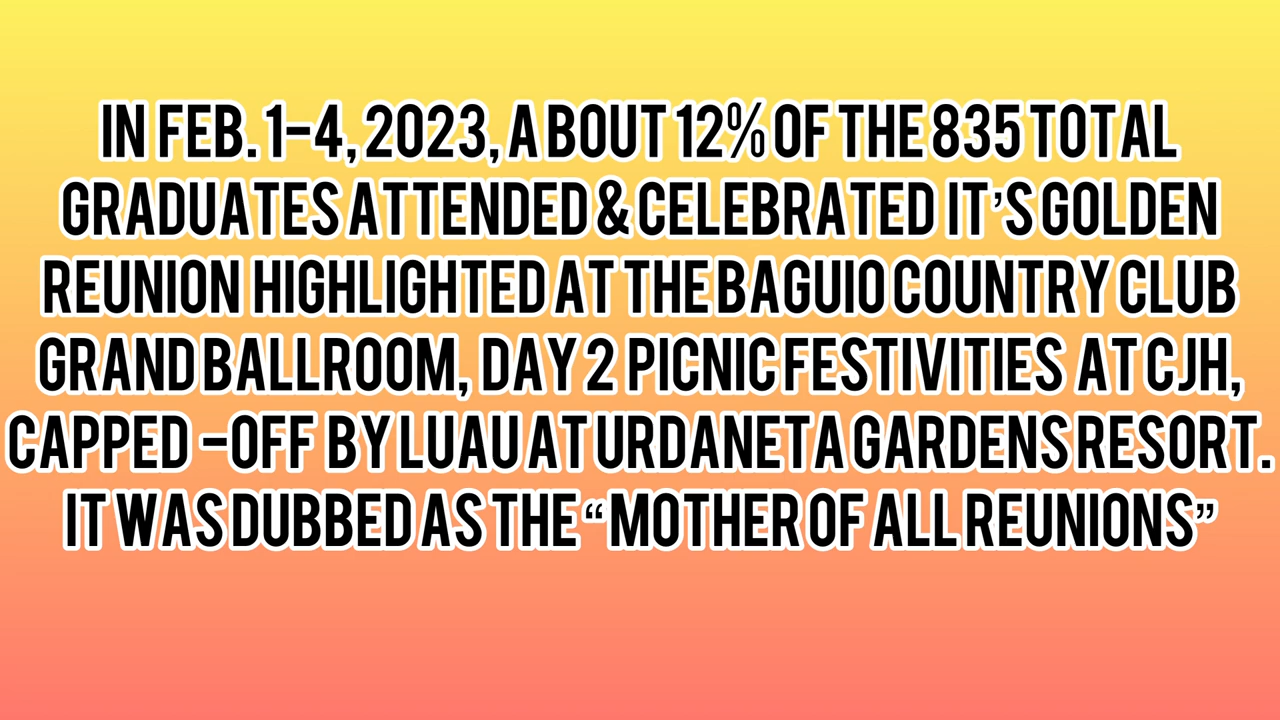 IN FEB. 1-4, 2023, ABOUT 12% OF THE 835 TOTAL
GRADUATES ATTENDED & CELEBRATED IT'S GOLDEN
REUNION HIGHLIGHTED AT THE BAGUIO COUNTRY CLUB
GRAND BALLROOM, DAY 2 PICNIC FESTIVITIES AT CJH,
CAPPED -OFF BY LUAU AT URDANETA GARDENS RESORT.
IT WAS DUBBED AS THE “MOTHER OF ALL REUNIONS”